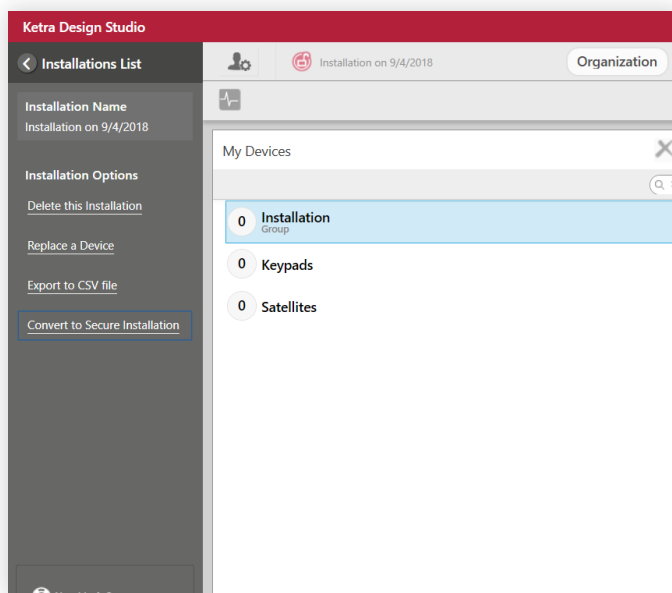 Ketra Design Studio
Installations List
Installation on 9/4/2018
Organization
Installation Name
Installation on 9/4/2018
Installation Options
Delete this Installation
Replace a Device
Export to CSV file
Convert to Secure Installation
My Devices
0 Installation
Group
0 Keypads
0 Satellites